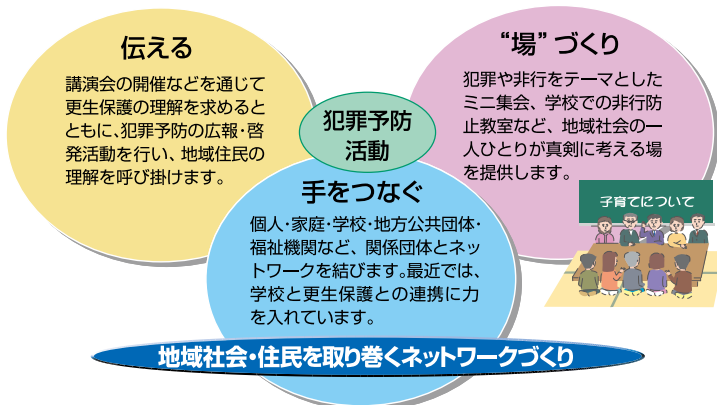 伝える
講演会の開催などを通じて
更生保護の理解を求めると
ともに、犯罪予防の広報・啓
発活動を行い、地域住民の
理解を呼び掛けます。
犯罪予防
活動
“場”づくり
犯罪や非行をテーマとした
ミニ集会、学校での非行防
止教室など、地域社会の一
人ひとりが真剣に考える場
を提供します。
子育てについて
手をつなぐ
個人・家庭・学校・地方公共団体・
福祉機関など、関係団体とネッ
トワークを結びます。最近では、
学校と更生保護との連携に力
を入れています。
地域社会・住民を取り巻くネットワークづくり